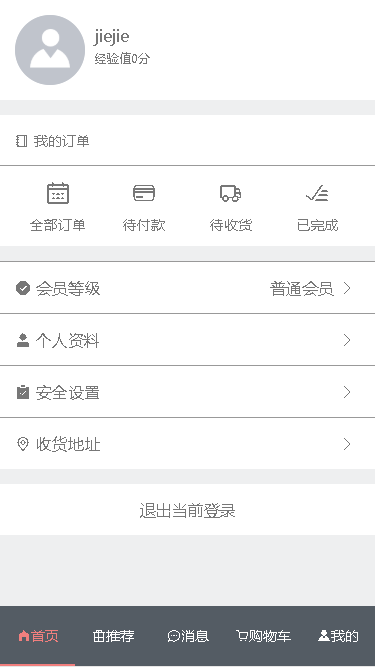 jiejie
经验值0分
我的订单
全部订单 待付款 待收货 已完成
会员等级 普通会员
个人资料
安全设置
收货地址
退出当前登录
首页 推荐 消息 购物车 我的